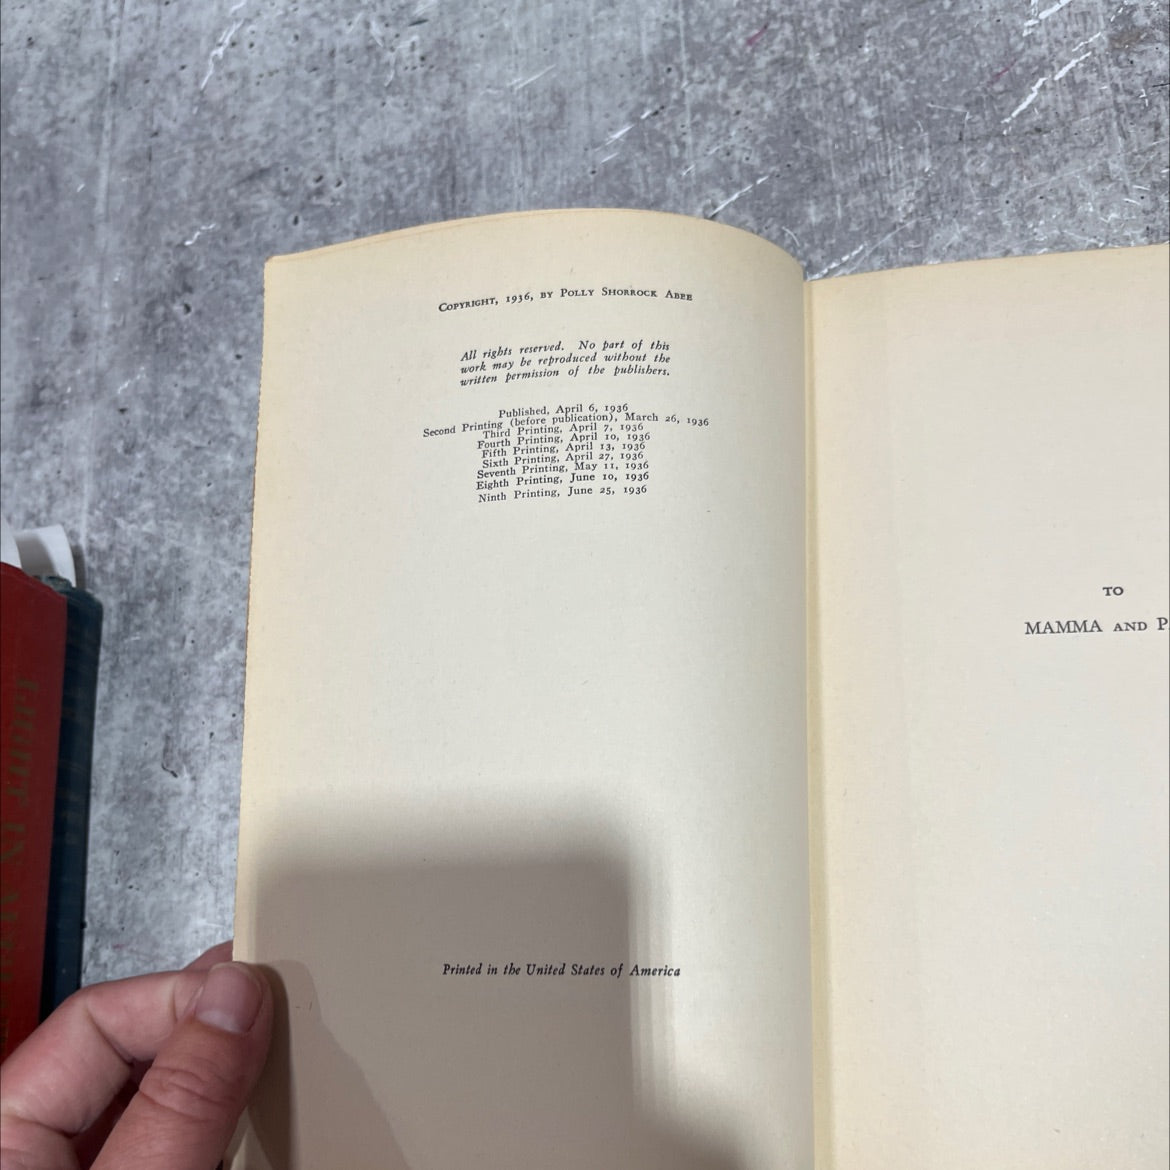 COPYRIGHT, 1936, BY POLLY SHORROCK ABEE
All rights reserved. No part of this
work may be reproduced without the
written permission of the publishers.
Published, April 6, 1936
Second Printing (before publication), March 26, 1936
Third Printing, April 7, 1936
Fourth Printing, April 10, 1936
Fifth Printing, April 13, 1936
Sixth Printing, April 27, 1936
Seventh Printing, May 11, 1936
Eighth Printing, June 10, 1936
Ninth Printing, June 25, 1936
Printed in the United States of America
TO
MAMMA AND